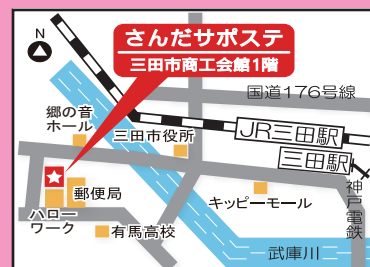 N
さんだサポステ
三田市商工会館1階
国道176号線
郷の音
ホール
三田市役所
JR三田駅
三田駅
神戸電鉄
郵便局
キッピーモール
ハロー
ワーク
有馬高校
武庫川